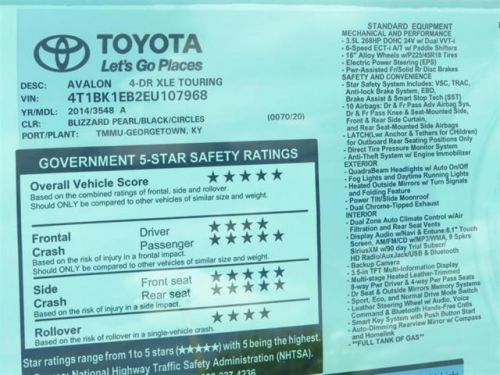 TOYOTA
Let's Go Places
DESC: AVALON 4-DR XLE TOURING
VIN: 4T1BK1EB2EU107968
YR/MDL: 2014/3548 A
CLR: BLIZZARD PEARL/BLACK/CIRCLES (0070/20)
PORT/PLANT: TMMU-GEORGETOWN, KY
GOVERNMENT 5-STAR SAFETY RATINGS
Overall Vehicle Score ★★★★★
Based on the combined ratings of frontal, side and rollover.
Should ONLY be compared to other vehicles of similar size and weight.
Frontal Driver ★★★★
Crash Passenger ★★★★★
Based on the risk of injury in a frontal impact.
Should ONLY be compared to other vehicles of similar size and weight.
Side Front seat ★★★★★
Crash Rear seat ★★★★★
Based on the risk of injury in a side impact.
Rollover ★★★★
Based on the risk of rollover in a single-vehicle crash.
Star ratings range from 1 to 5 stars (★★★★★) with 5 being the highest.
National Highway Traffic Safety Administration (NHTSA).
STANDARD EQUIPMENT
MECHANICAL AND PERFORMANCE
- 3.5L 268HP DOHC 24V w/ Dual VVT-i
- 6-Speed ECT-i A/T w/ Paddle Shifters
- 18" Alloy Wheels w/P225/45R18 Tires
- Electric Power Steering (EPS)
- Pwr-Assisted Fr/Solid Rr Disc Brakes
SAFETY AND CONVENIENCE
- Star Safety System Includes: VSC, TRAC,
Anti-lock Brake System, EBD,
Brake Assist & Smart Stop Tech (SST)
- 10 Airbags: Dr & Fr Pass Adv Airbag Sys,
Dr & Fr Pass Knee & Seat-Mounted Side,
Front & Rear Side Curtain,
and Rear Seat-Mounted Side Airbags
- LATCH(Lwr Anchor & Tethers for CHildren)
for Outboard Rear Seating Positions Only
- Direct Tire Pressure Monitor System
- Anti-Theft System w/ Engine Immobilizer
EXTERIOR
- QuadraBeam Headlights w/ Auto On/Off
- Fog Lights and Daytime Running Lights
- Heated Outside Mirrors w/ Turn Signals
and Folding Feature
- Power Tilt/Slide Moonroof
- Dual Chrome-Tipped Exhaust
INTERIOR
- Dual Zone Auto Climate Control w/Air
Filtration and Rear Seat Vents
- Display Audio w/Navi & Entune:6.1" Touch
Screen, AM/FM/CD w/MP3/WMA, 9 Spkrs
SiriusXM w/90 day trial Subscr/
HD Radio/AuxJack/USB & Bluetooth
- Backup Camera
- 3.5-in TFT Multi-Information Display
- Multi-stage Heated Leather-Trimmed
8-way Pwr Driver & 4-way Pwr Pass Seats
- Dr Seat & Outside Mirrors Memory Systems
- Sport, Eco, and Normal Drive Mode Switch
- Leather Steering Wheel w/ Audio, Voice
Command & Bluetooth Hands-Free Cntrls
- Smart Key System with Push Button Start
- Auto-Dimming Rearview Mirror w/ Compass
and Homelink
- **FULL TANK OF GAS**